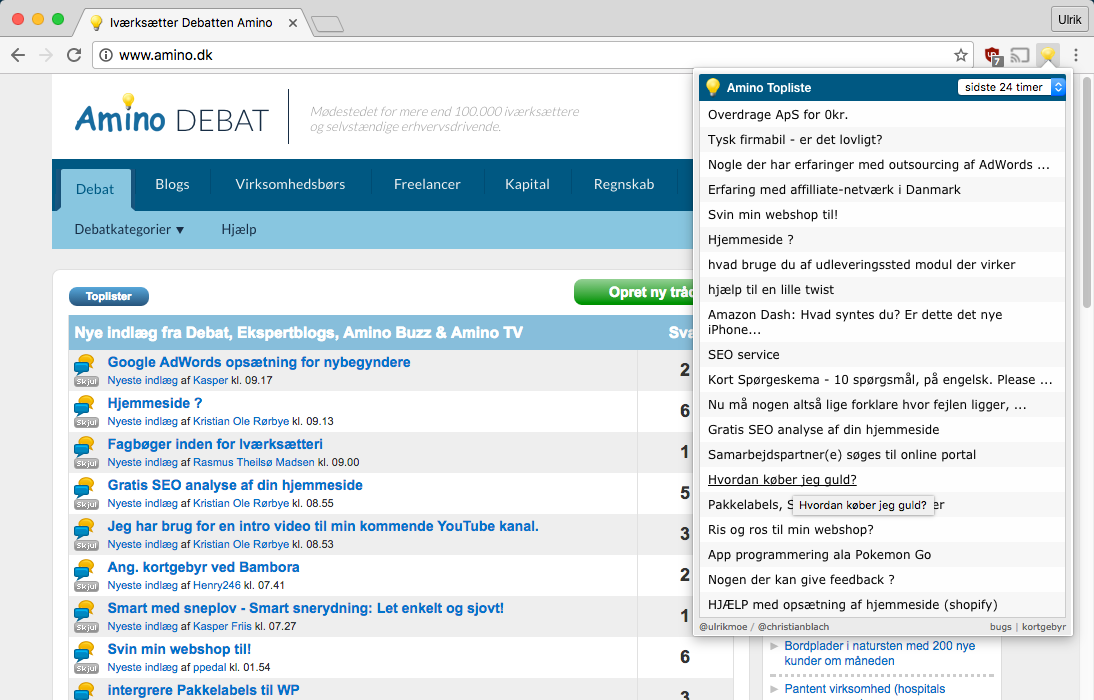 Iværksætter Debatten Amino
Ulrik
www.amino.dk
7
Amino DEBAT
Mødestedet for mere end 100.000 iværksættere
og selvstændige erhvervsdrivende.
Debat
Blogs
Virksomhedsbørs
Freelancer
Kapital
Regnskab
Debatkategorier ▼
Hjælp
Toplister
Opret ny tråd
Nye indlæg fra Debat, Ekspertblogs, Amino Buzz & Amino TV
Sva
Google AdWords opsætning for nybegyndere
2
Skjul
Nyeste indlæg af Kasper kl. 09.17
Hjemmeside ?
6
Skjul
Nyeste indlæg af Kristian Ole Rørbye kl. 09.13
Fagbøger inden for Iværksætteri
1
Skjul
Nyeste indlæg af Rasmus Theilsø Madsen kl. 09.00
Gratis SEO analyse af din hjemmeside
5
Skjul
Nyeste indlæg af Kristian Ole Rørbye kl. 08.55
Jeg har brug for en intro video til min kommende YouTube kanal.
3
Skjul
Nyeste indlæg af Kristian Ole Rørbye kl. 08.53
Ang. kortgebyr ved Bambora
2
Skjul
Nyeste indlæg af Henry246 kl. 07.41
Smart med sneplov - Smart snerydning: Let enkelt og sjovt!
1
Skjul
Nyeste indlæg af Kasper Friis kl. 07.27
Svin min webshop til!
6
Skjul
Nyeste indlæg af ppedal kl. 01.54
intergrere Pakkelabels til WP
3
Amino Topliste
sidste 24 timer
Overdrage ApS for 0kr.
Tysk firmabil - er det lovligt?
Nogle der har erfaringer med outsourcing af AdWords ...
Erfaring med affilliate-netværk i Danmark
Svin min webshop til!
Hjemmeside ?
hvad bruge du af udleveringssted modul der virker
hjælp til en lille twist
Amazon Dash: Hvad syntes du? Er dette det nye
iPhone...
SEO service
Kort Spørgeskema - 10 spørgsmål, på engelsk. Please ...
Nu må nogen altså lige forklare hvor fejlen ligger, ...
Gratis SEO analyse af din hjemmeside
Samarbejdspartner(e) søges til online portal
Hvordan køber jeg guld?
Pakkelabels, S
er
Hvordan køber jeg guld?
Ris og ros til min webshop?
App programmering ala Pokemon Go
Nogen der kan give feedback ?
HJÆLP med opsætning af hjemmeside (shopify)
@ulrikmoe / @christianblach
bugs | kortgebyr
Bordplader i natursten med 200 nye
kunder om måneden
Pantent virksomhed (hospitals